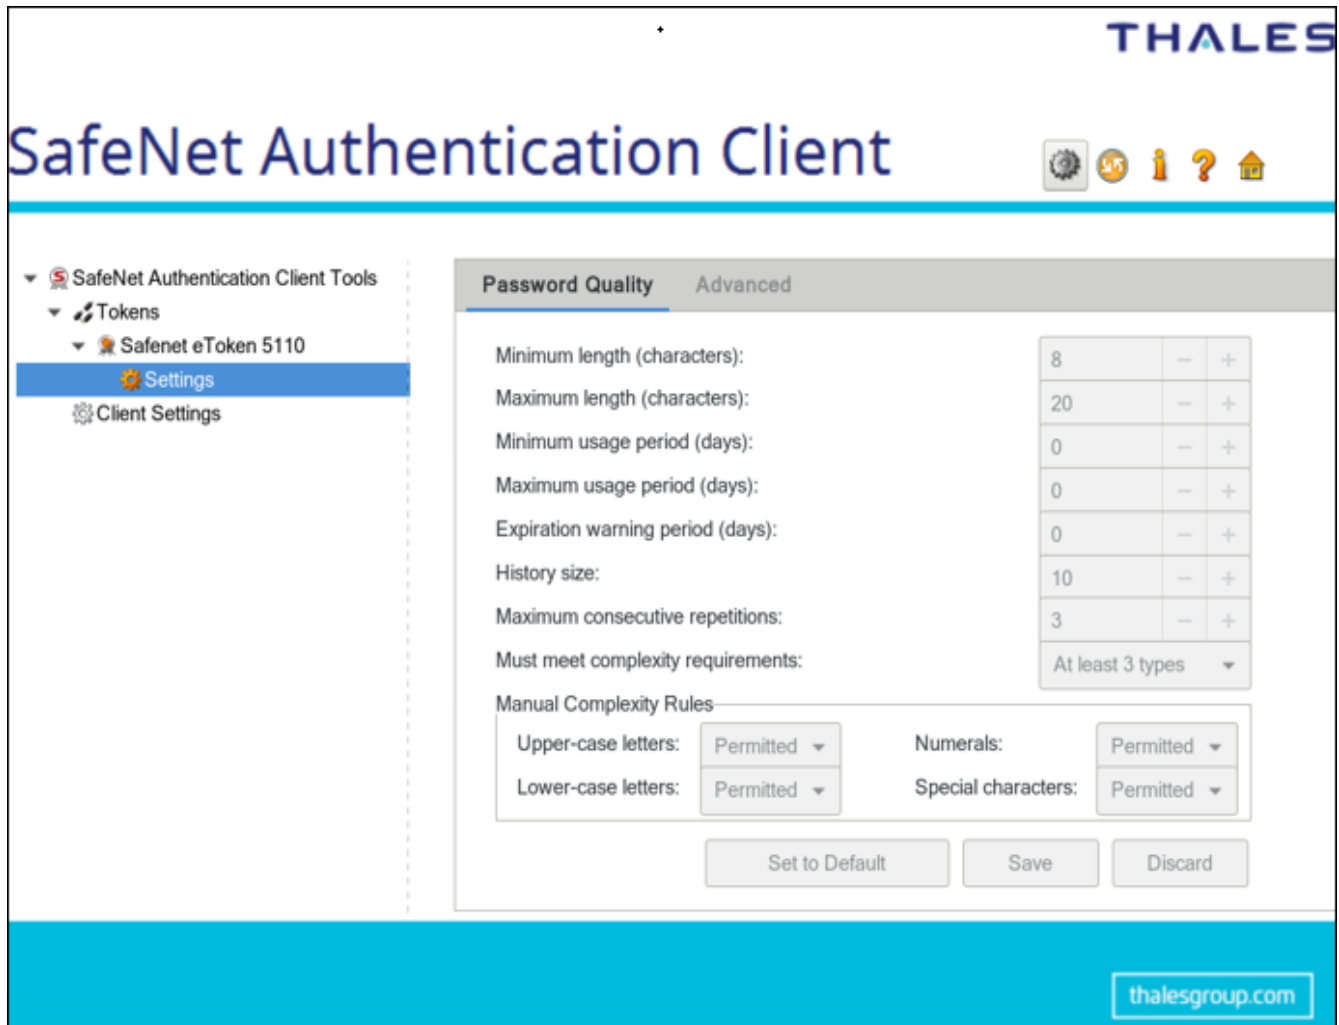 THALES
SafeNet Authentication Client
SafeNet Authentication Client Tools
Tokens
Safenet eToken 5110
Settings
Client Settings
Password Quality Advanced
Minimum length (characters): 8
Maximum length (characters): 20
Minimum usage period (days): 0
Maximum usage period (days): 0
Expiration warning period (days): 0
History size: 10
Maximum consecutive repetitions: 3
Must meet complexity requirements: At least 3 types
Manual Complexity Rules
Upper-case letters: Permitted Numerals: Permitted
Lower-case letters: Permitted Special characters: Permitted
Set to Default Save Discard
thalesgroup.com